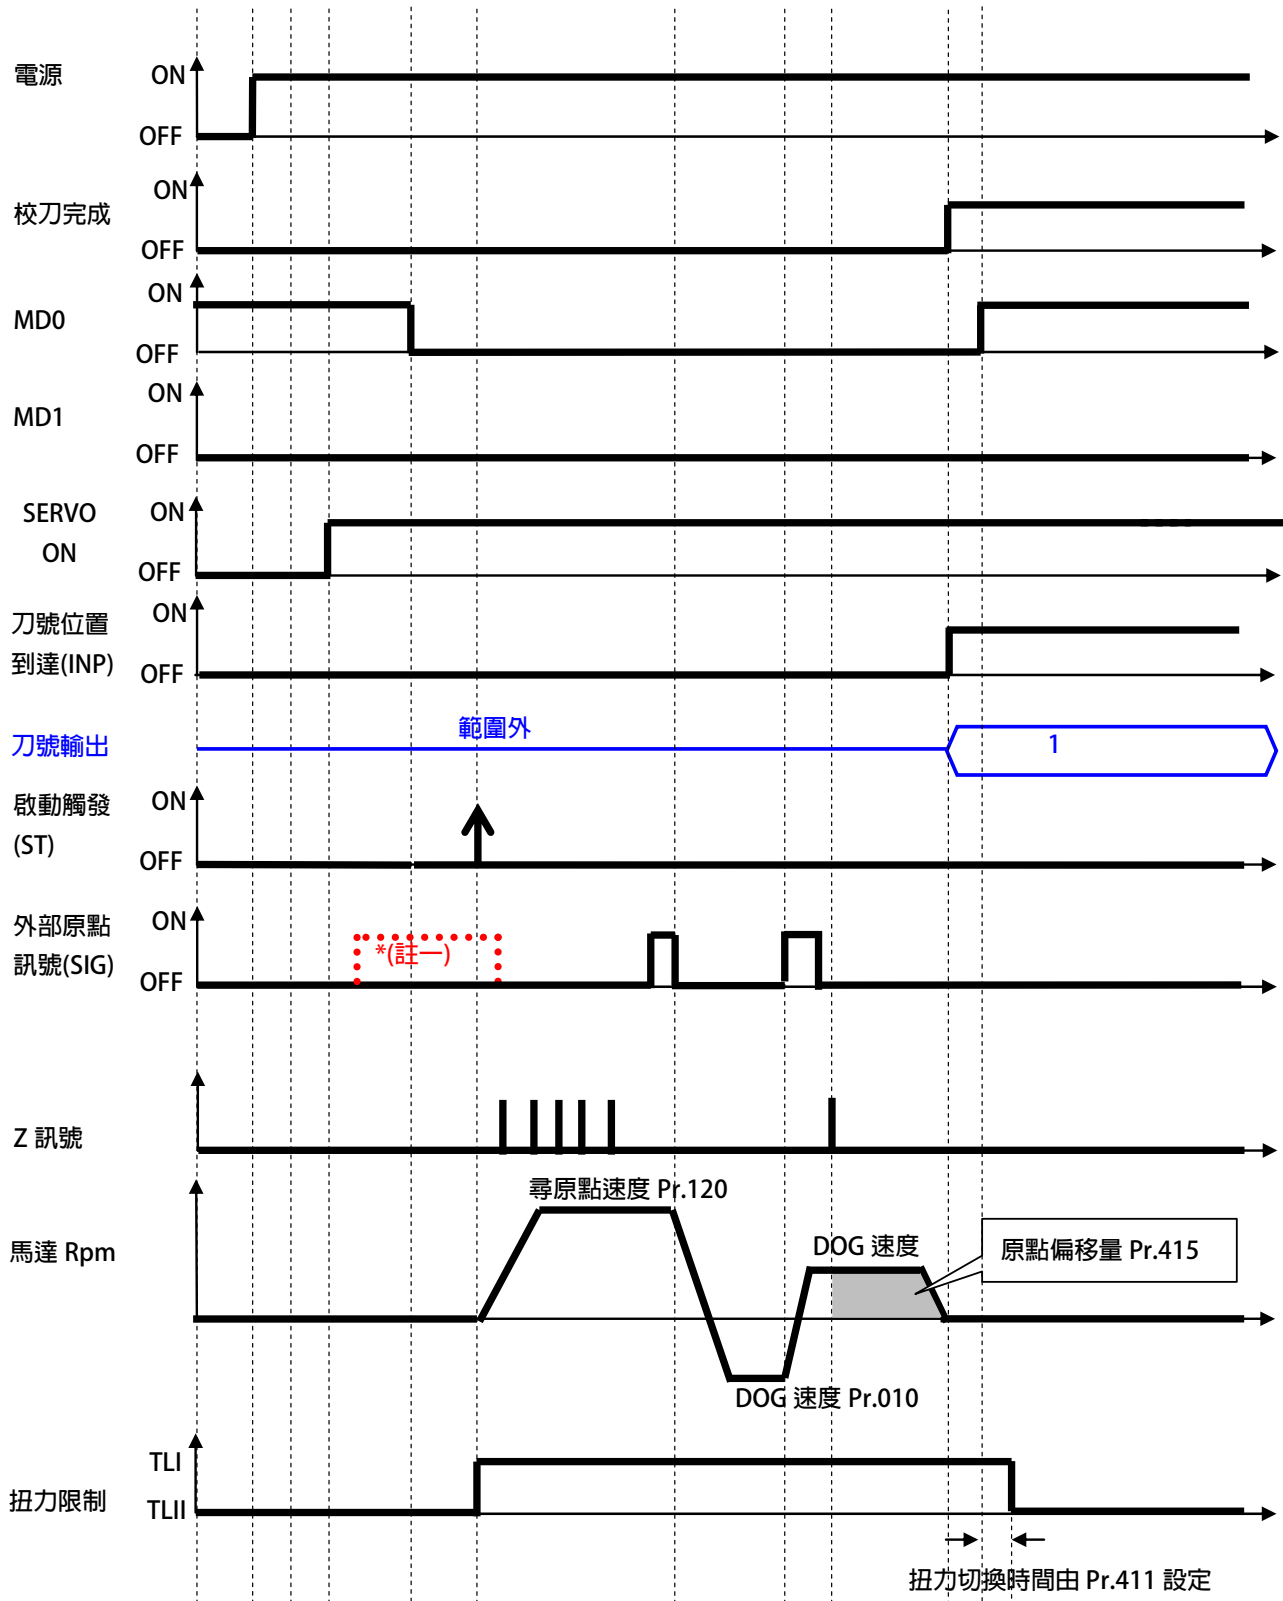 電源
ON
OFF
校刀完成
ON
OFF
MD0
ON
OFF
MD1
ON
OFF
SERVO
ON
ON
OFF
刀號位置
到達(INP)
ON
OFF
刀號輸出
範圍外
1
啟動觸發
(ST)
ON
OFF
外部原點
訊號(SIG)
ON
OFF
*(註一)
Z 訊號
馬達 Rpm
尋原點速度 Pr.120
DOG 速度
原點偏移量 Pr.415
DOG 速度 Pr.010
扭力限制
TLI
TLII
扭力切換時間由 Pr.411 設定